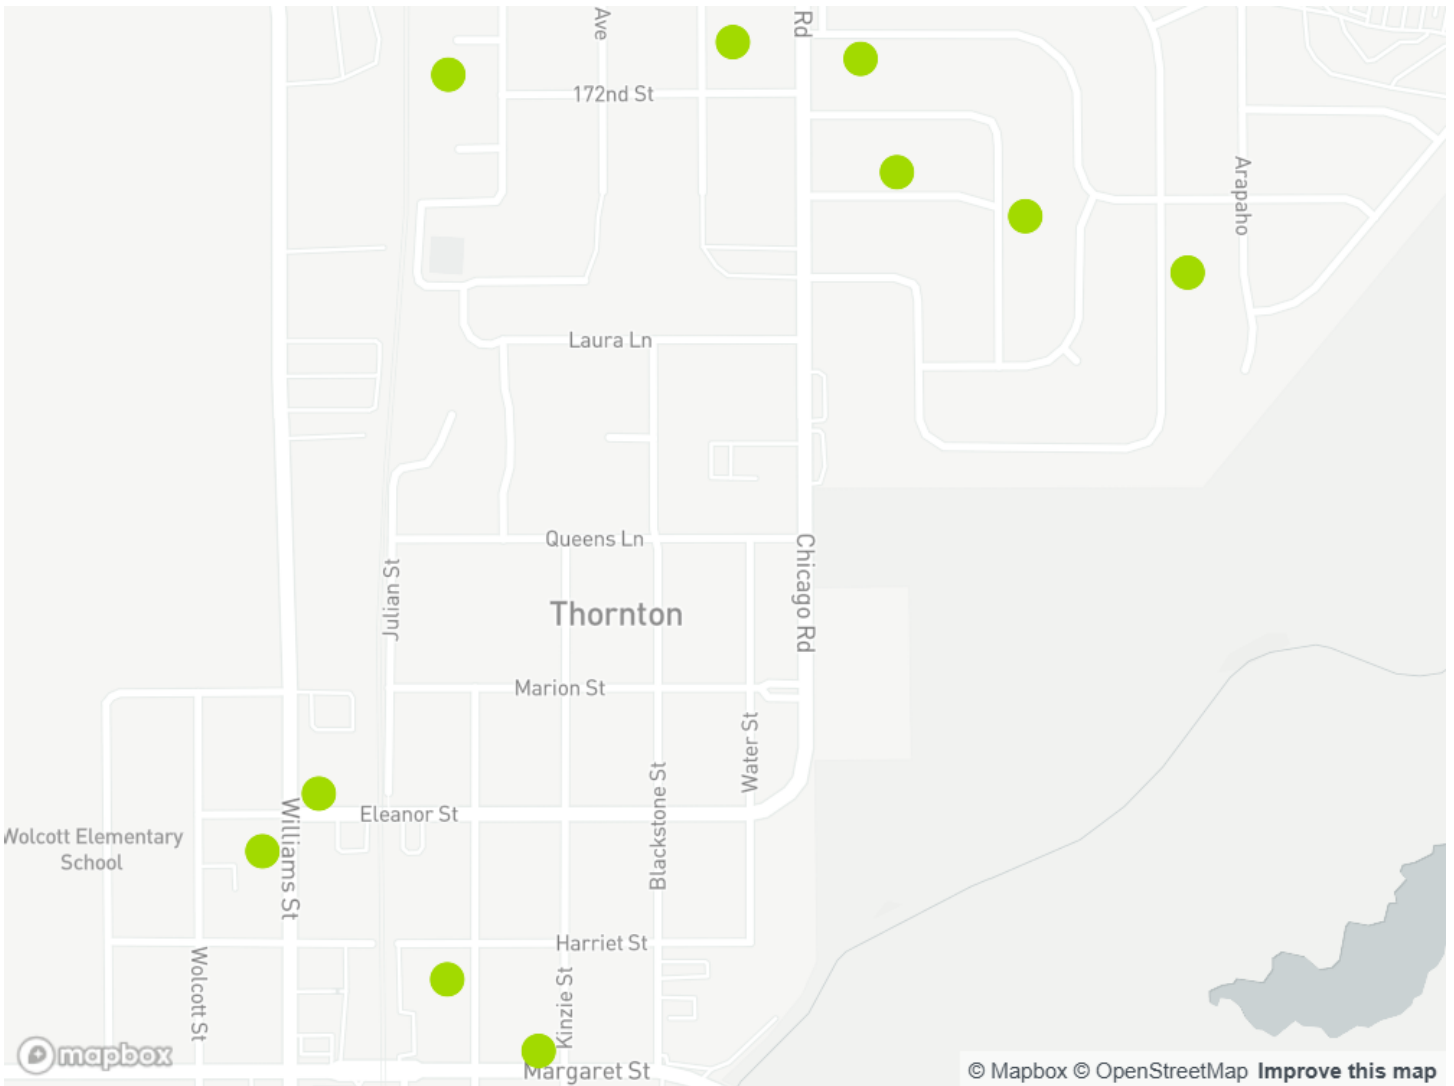 Ave
Rd
172nd St
Arapaho
Laura Ln
Queens Ln
Chicago Rd
Julian St
Thornton
Marion St
Water St
Blackstone St
Eleanor St
Williams St
Wolcott Elementary
School
Harriet St
Wolcott St
Kinzie St
Margaret St
mapbox
© Mapbox © OpenStreetMap Improve this map